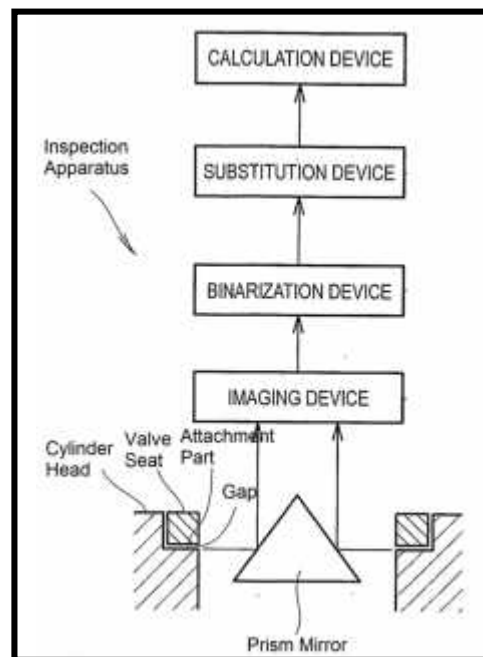 CALCULATION DEVICE
Inspection
Apparatus
SUBSTITUTION DEVICE
BINARIZATION DEVICE
IMAGING DEVICE
Cylinder
Head
Valve
Seat
Attachment
Part
Gap
Prism Mirror